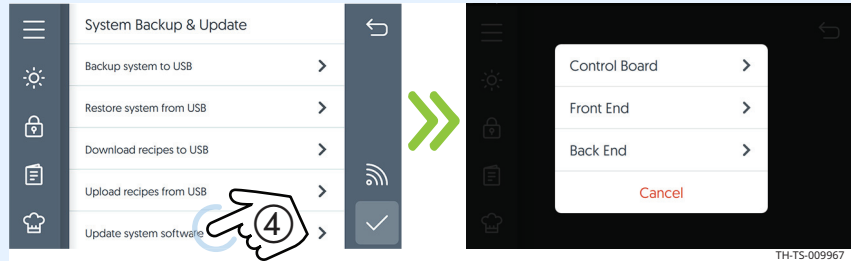 System Backup & Update
Backup system to USB
Restore system from USB
Download recipes to USB
Upload recipes from USB
Update system software
4
Control Board
Front End
Back End
Cancel
TH-TS-009967